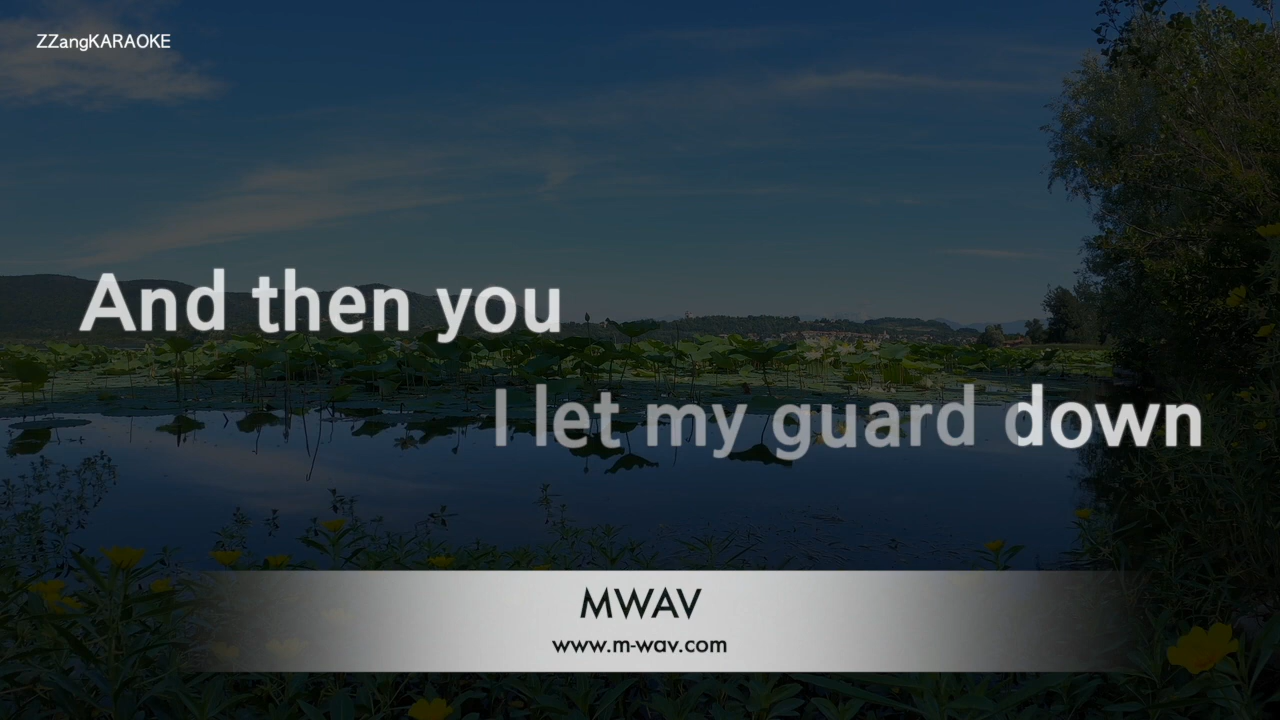 ZZangKARAOKE
And then you
I let my guard down
MWAV
www.m-wav.com